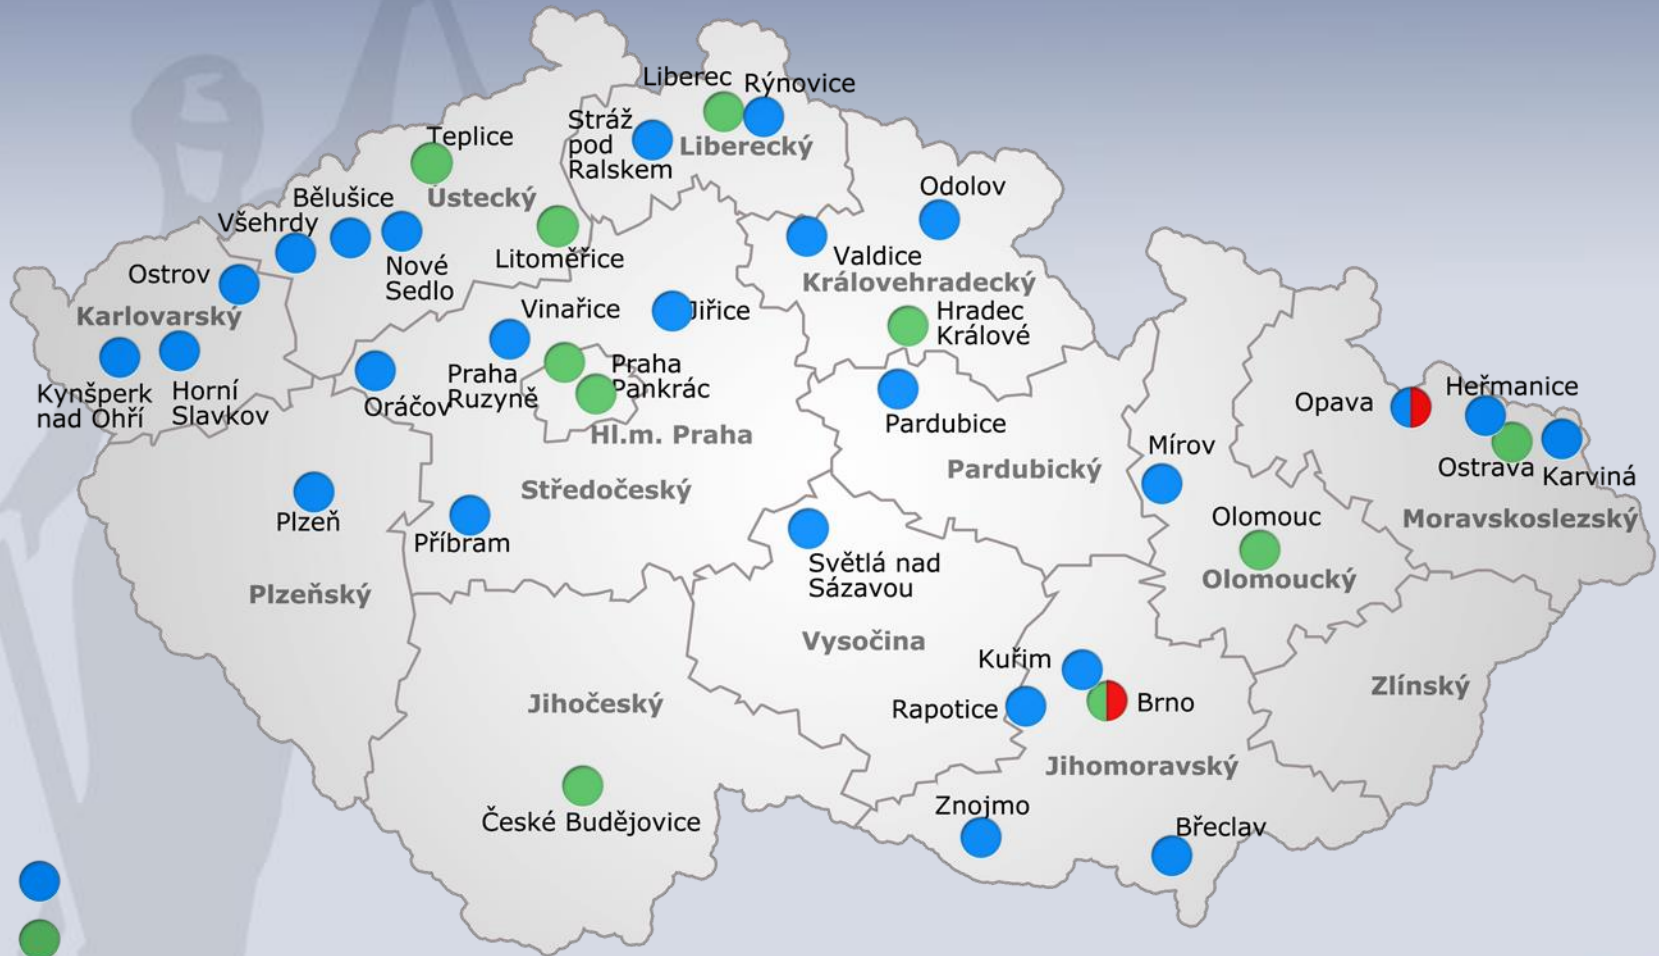 Liberec
Rýnovice
Stráž
pod
Ralskem
Liberecký
Teplice
Ústecký
Bělušice
Všehrdy
Nové
Sedlo
Litoměřice
Odolov
Valdice
Královehradecký
Hradec
Králové
Ostrov
Karlovarský
Kynšperk
nad Ohří
Horní
Slavkov
Vinařice
Jiřice
Praha
Ruzyně
Praha
Pankrác
Oráčov
Hl.m. Praha
Středočeský
Pardubice
Pardubický
Opava
Heřmanice
Ostrava
Karviná
Moravskoslezský
Mírov
Olomouc
Olomoucký
Plzeň
Příbram
Plzeňský
Světlá nad
Sázavou
Vysočina
Kuřim
Rapotice
Brno
Zlínský
Jihočeský
Jihomoravský
České Budějovice
Znojmo
Břeclav